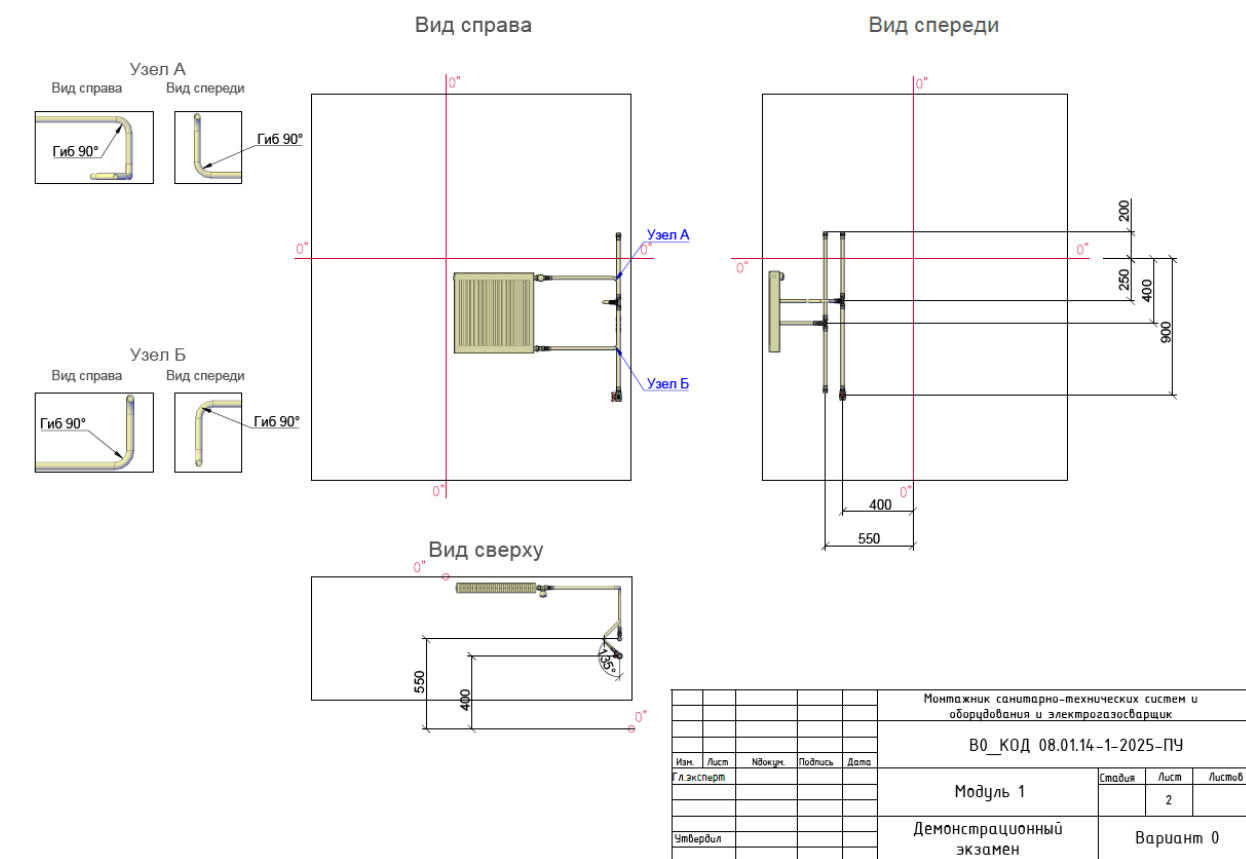 Вид справа
Вид спереди
Узел А
Вид справа
Вид спереди
Гиб 90°
Гиб 90°
0"
0"
0"
0"
Узел А
Узел Б
0"
0"
0"
0"
200
250
400
900
400
550
Узел Б
Вид справа
Вид спереди
Гиб 90°
Гиб 90°
Вид сверху
0"
550
400
135°
0"
Монтажник санитарно-технических систем и
оборудования и электрогазосварщик
В0_КОД 08.01.14-1-2025-ПУ
Изм. Лист Nдокум. Подпись Дата
Гл.эксперт
Модуль 1
Стадия Лист Листов
2
Утвердил
Демонстрационный
экзамен
Вариант 0